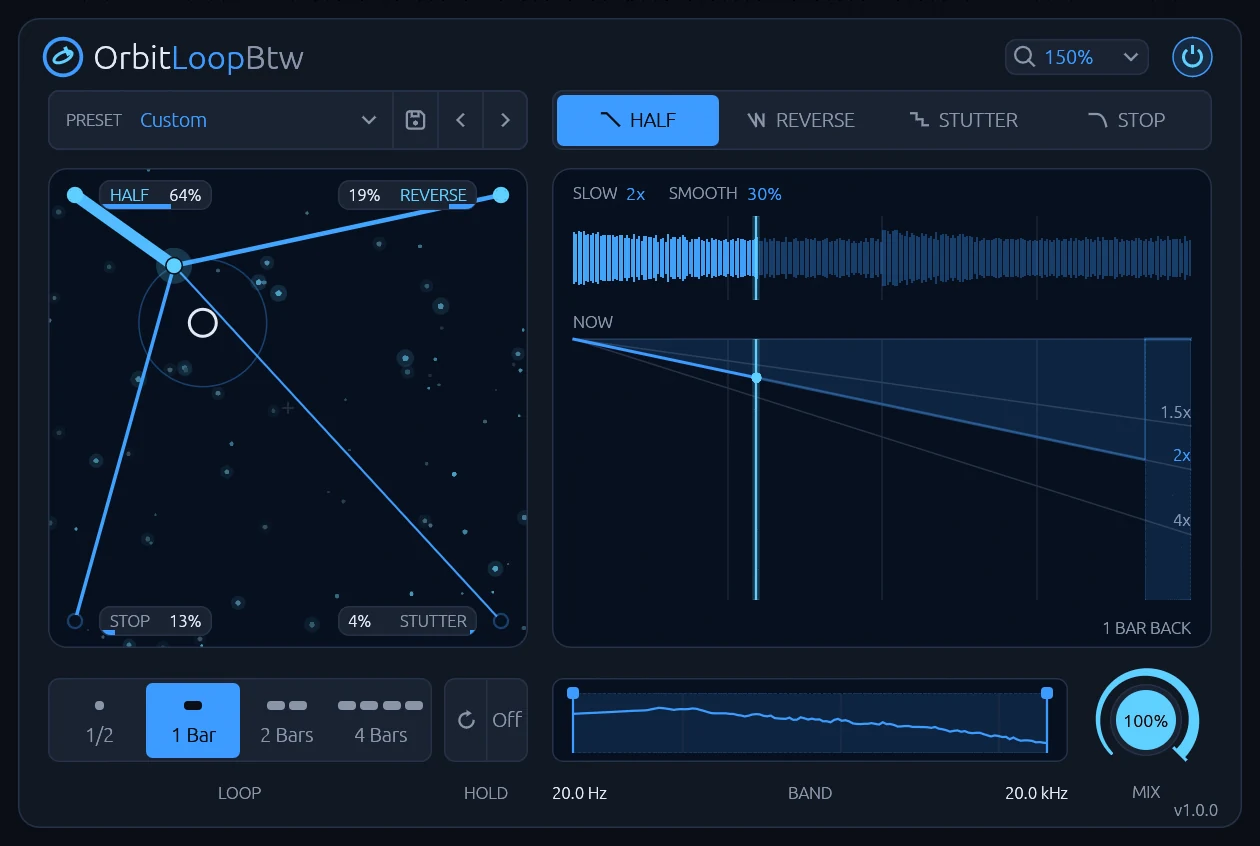 OrbitLoopBtw
150%
PRESET Custom
HALF REVERSE STUTTER STOP
HALF 64%
19% REVERSE
STOP 13%
4% STUTTER
SLOW 2x SMOOTH 30%
NOW
1.5x
2x
4x
1 BAR BACK
1/2 1 Bar 2 Bars 4 Bars
Off
100%
LOOP
HOLD
20.0 Hz
BAND
20.0 kHz
MIX
v1.0.0